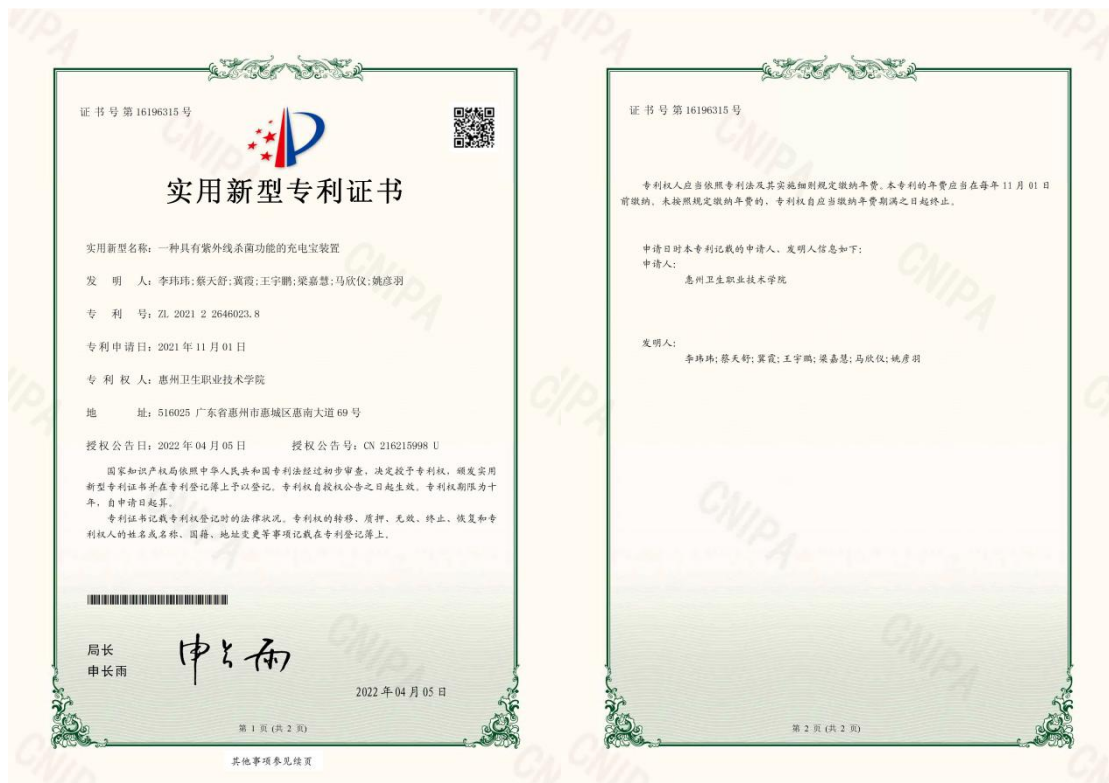 证书号第16196315号
实用新型专利证书
实用新型名称：一种具有紫外线杀菌功能的充电宝装置
发明人：李玮玮;蔡天舒;冀霞;王宇鹏;梁嘉慧;马欣仪;姚彦羽
专利号：ZL 2021 2 2646023.8
专利申请日：2021年11月01日
专利权人：惠州卫生职业技术学院
地址：516025 广东省惠州市惠城区惠南大道69号
授权公告日：2022年04月05日 授权公告号：CN 216215998 U
国家知识产权局依照中华人民共和国专利法经过初步审查，决定授予专利权，颁发实用
新型专利证书并在专利登记簿上予以登记。专利权自授权公告之日起生效。专利权期限为十
年，自申请日起算。
专利证书记载专利权登记时的法律状况。专利权的转移、质押、无效、终止、恢复和专
利权人的姓名或名称、国籍、地址变更等事项记载在专利登记簿上。
局长
申长雨
申长雨
2022年04月05日
第 1 页 (共 2 页)
其他事项参见续页
证书号第16196315号
专利权人应当依照专利法及其实施细则规定缴纳年费。本专利的年费应当在每年11月01日
前缴纳。未按照规定缴纳年费的，专利权自应当缴纳年费期满之日起终止。
申请日时本专利记载的申请人、发明人信息如下：
申请人：
惠州卫生职业技术学院
发明人：
李玮玮;蔡天舒;冀霞;王宇鹏;梁嘉慧;马欣仪;姚彦羽
第 2 页 (共 2 页)
CNIPA